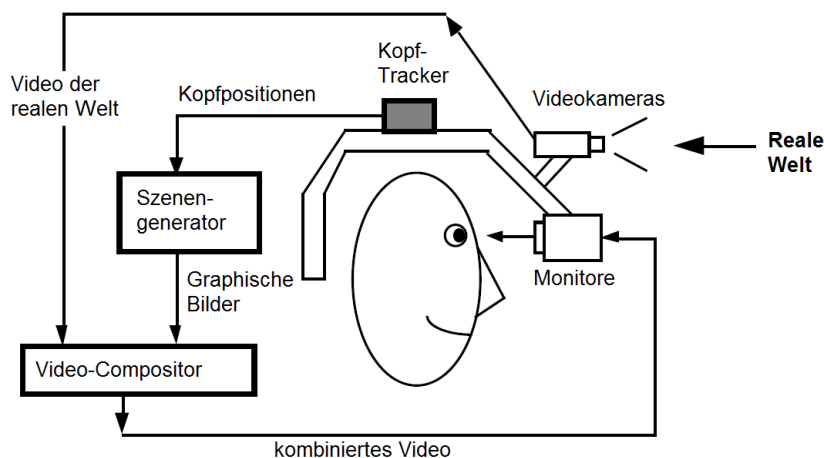 Kopf-
Tracker
Video der
realen Welt
Kopfpositionen
Videokameras
Reale
Welt
Szenen-
generator
Graphische
Bilder
Monitore
Video-Compositor
kombiniertes Video